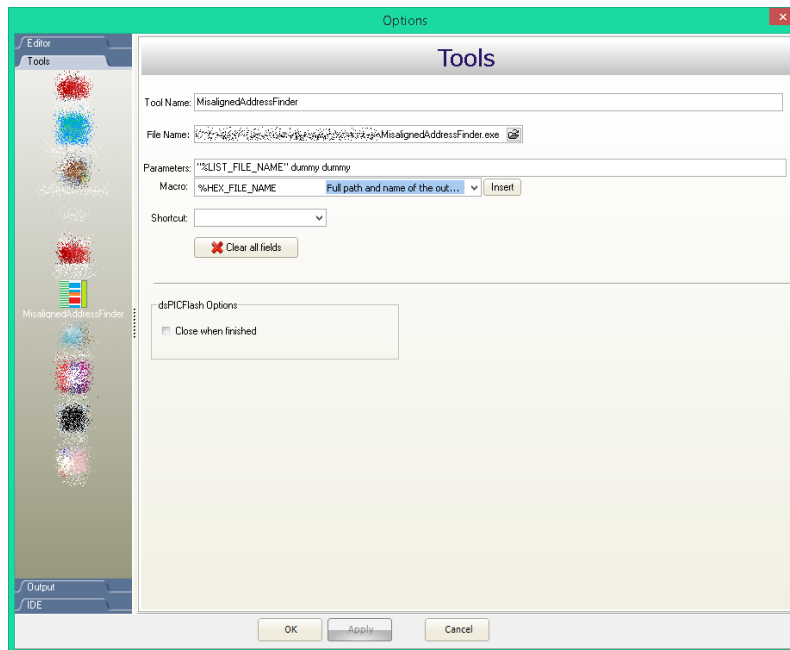 Options
Editor
Tools
Tools
Tool Name: MisalignedAddressFinder
File Name: MisalignedAddressFinder.exe
Parameters: "%LIST_FILE_NAME" dummy dummy
Macro: %HEX_FILE_NAME Full path and name of the out... Insert
Shortcut:
Clear all fields
MisalignedAddressFinder
dsPICFlash Options
Close when finished
Output
IDE
OK Apply Cancel